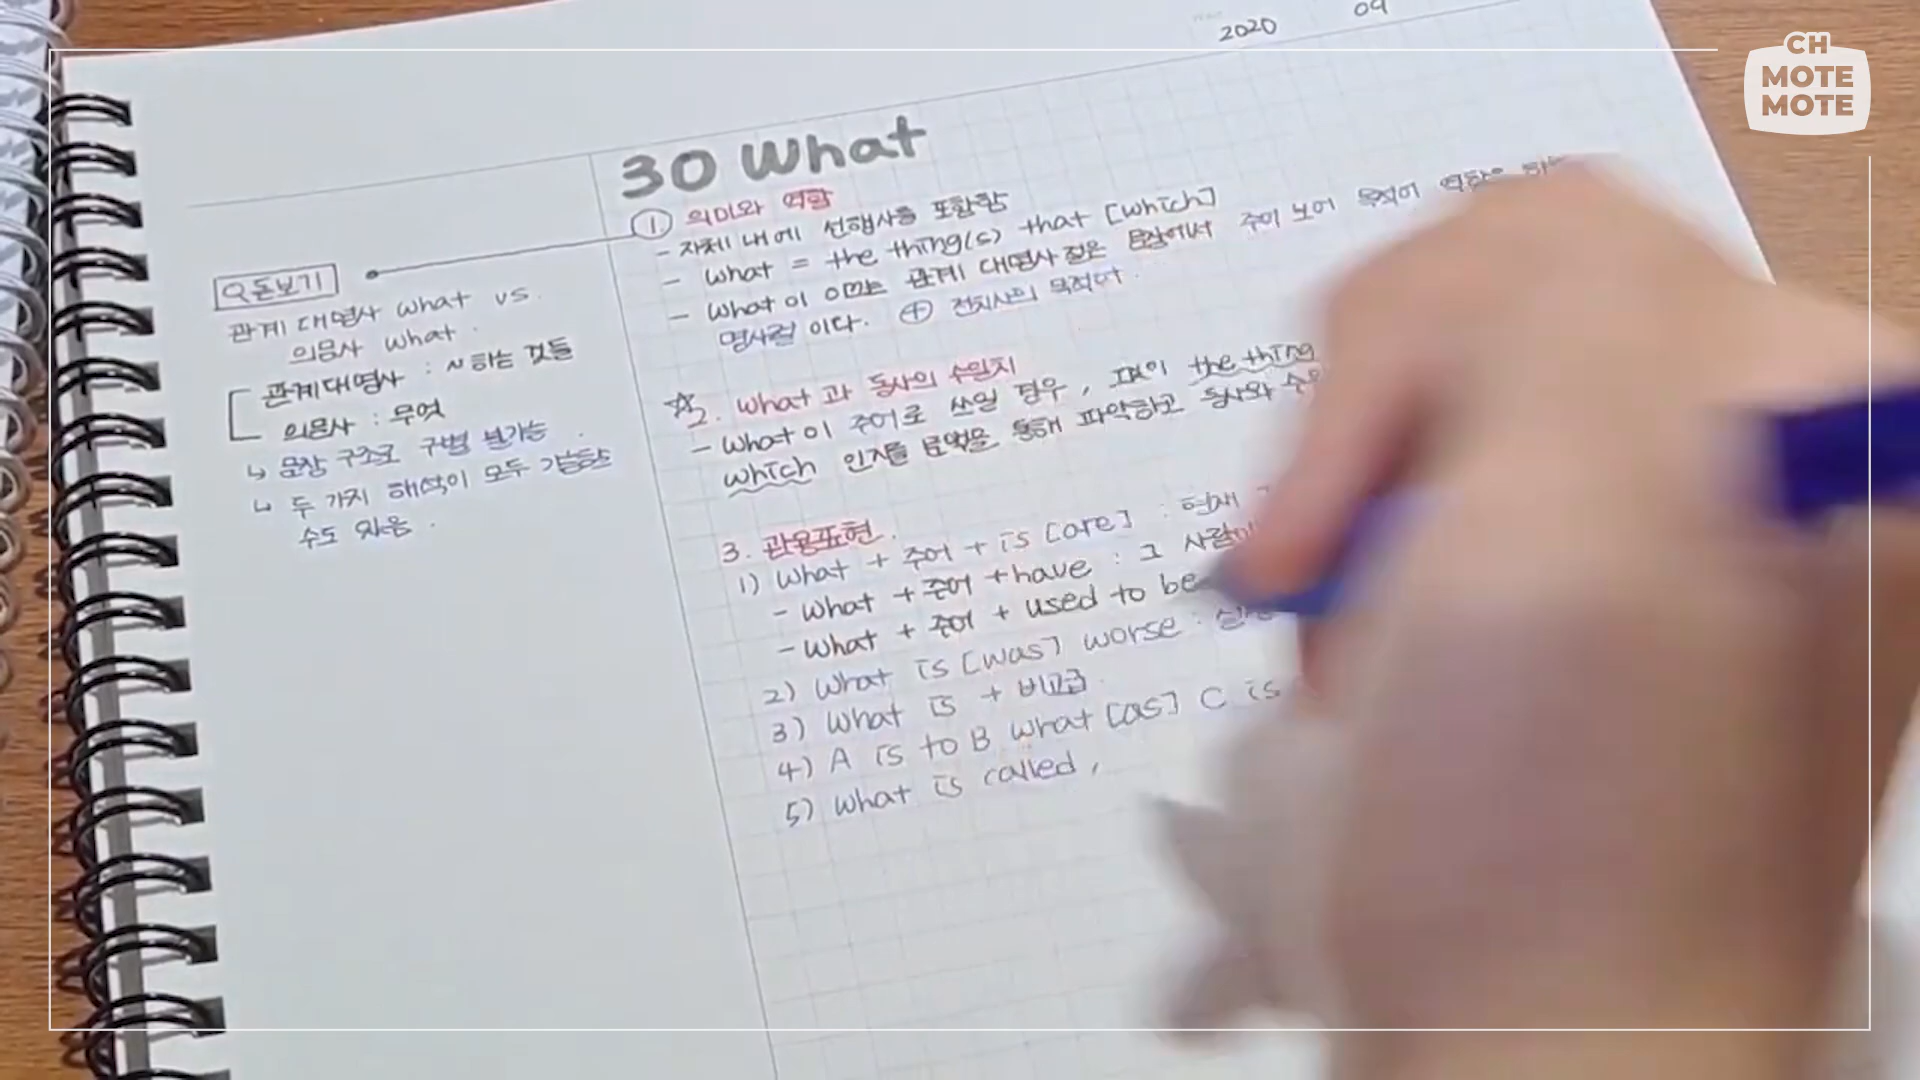 2020 09
CH
MOTE
MOTE
30 What
① 의미와 역할
- 자체 내에 선행사를 포함함
- what = the thing(s) that [which]
- what이 이끄는 관계 대명사절은 문장에서 주어 보어 목적어 역할을 하는
명사절이다. ⊕ 전치사의 목적어.
☆2. what과 동사의 수일치
- what이 주어로 쓰일 경우, 그것이 the thing
which 인지를 문맥을 통해 파악하고 동사와 수
3. 관용표현.
1) what + 주어 + is [are] : 현재
- what + 주어 + have : 그 사람이
- what + 주어 + used to be
2) what is [was] worse :
3) what is + 비교급
4) A is to B what [as] C is
5) what is called,
돋보기
관계 대명사 what vs.
의문사 what.
관계대명사 : ~하는 것들
의문사 : 무엇
↳ 문장 구조로 구별 불가능.
↳ 두 가지 해석이 모두 가능할
수도 있음.